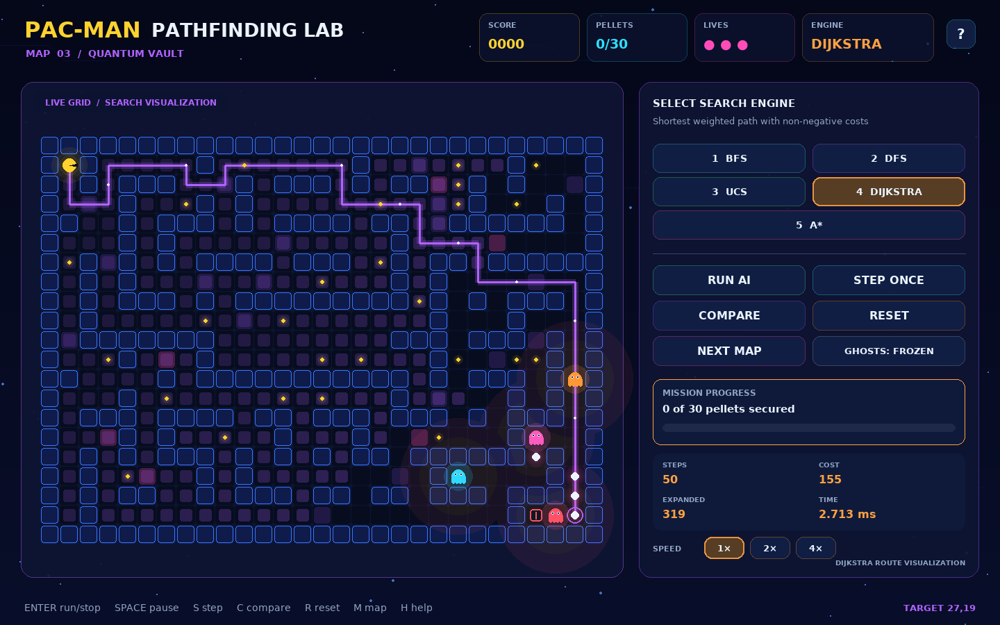 PAC-MAN PATHFINDING LAB
MAP 03 / QUANTUM VAULT
SCORE
0000
PELLETS
0/30
LIVES
ENGINE
DIJKSTRA
?
LIVE GRID / SEARCH VISUALIZATION
SELECT SEARCH ENGINE
Shortest weighted path with non-negative costs
1 BFS
2 DFS
3 UCS
4 DIJKSTRA
5 A*
RUN AI
STEP ONCE
COMPARE
RESET
NEXT MAP
GHOSTS: FROZEN
MISSION PROGRESS
0 of 30 pellets secured
STEPS
50
COST
155
EXPANDED
319
TIME
2.713 ms
SPEED
1×
2×
4×
DIJKSTRA ROUTE VISUALIZATION
ENTER run/stop SPACE pause S step C compare R reset M map H help
TARGET 27,19